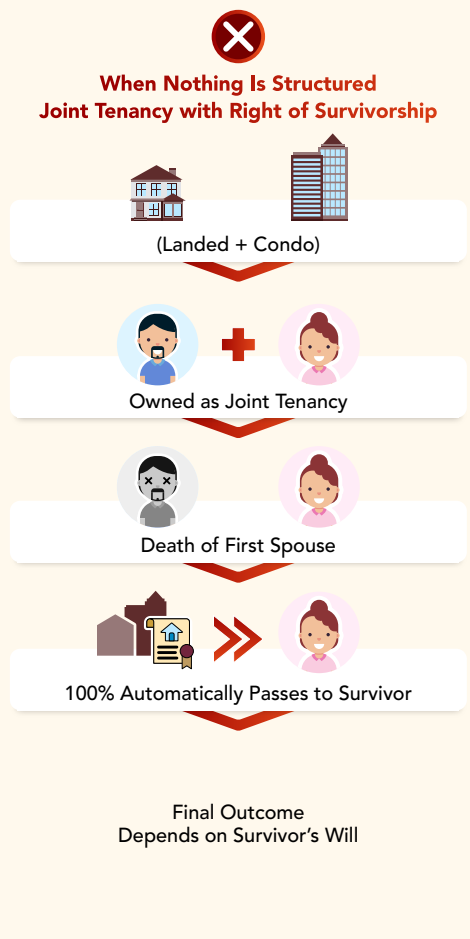 When Nothing Is Structured
Joint Tenancy with Right of Survivorship
(Landed + Condo)
Owned as Joint Tenancy
Death of First Spouse
100% Automatically Passes to Survivor
Final Outcome
Depends on Survivor's Will